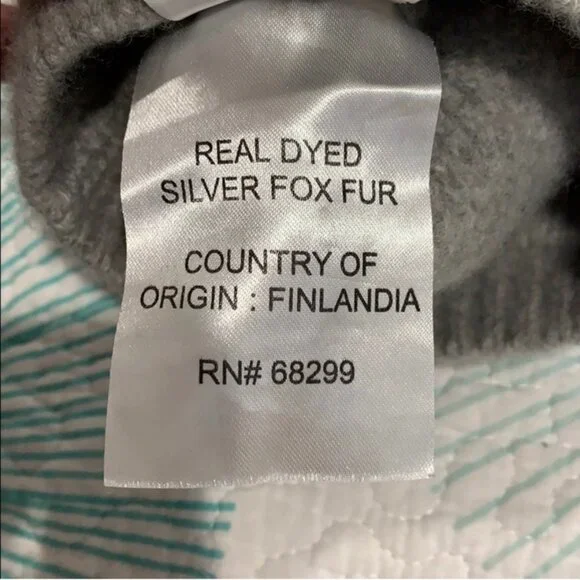 REAL DYED
SILVER FOX FUR
COUNTRY OF
ORIGIN : FINLANDIA
RN# 68299